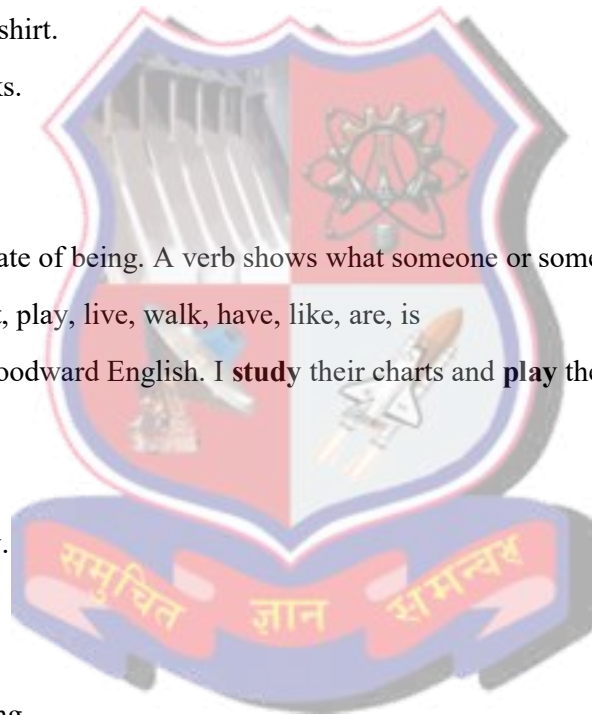 shirt.
ks.
ate of being. A verb shows what someone or some
t, play, live, walk, have, like, are, is
oodward English. I study their charts and play the
समुचित ज्ञान समन्वय
ng